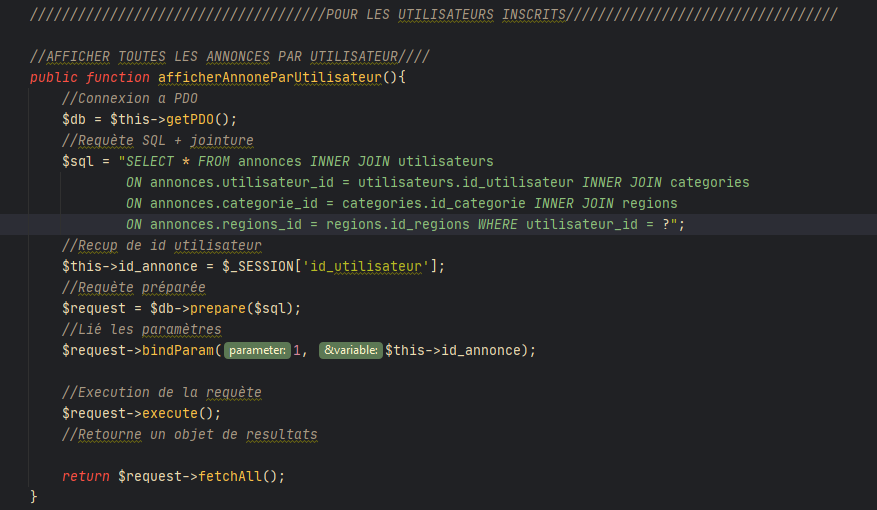 /////////////////////////////////////POUR LES UTILISATEURS INSCRITS//////////////////////////////////
//AFFICHER TOUTES LES ANNONCES PAR UTILISATEUR////
public function afficherAnnoneParUtilisateur(){
//Connexion a PDO
$db = $this->getPDO();
//Requète SQL + jointure
$sql = "SELECT * FROM annonces INNER JOIN utilisateurs
ON annonces.utilisateur_id = utilisateurs.id_utilisateur INNER JOIN categories
ON annonces.categorie_id = categories.id_categorie INNER JOIN regions
ON annonces.regions_id = regions.id_regions WHERE utilisateur_id = ?";
//Recup de id utilisateur
$this->id_annonce = $_SESSION['id_utilisateur'];
//Requète préparée
$request = $db->prepare($sql);
//Lié les paramètres
$request->bindParam( parameter: 1, &variable: $this->id_annonce);
//Execution de la requète
$request->execute();
//Retourne un objet de resultats
return $request->fetchAll();
}